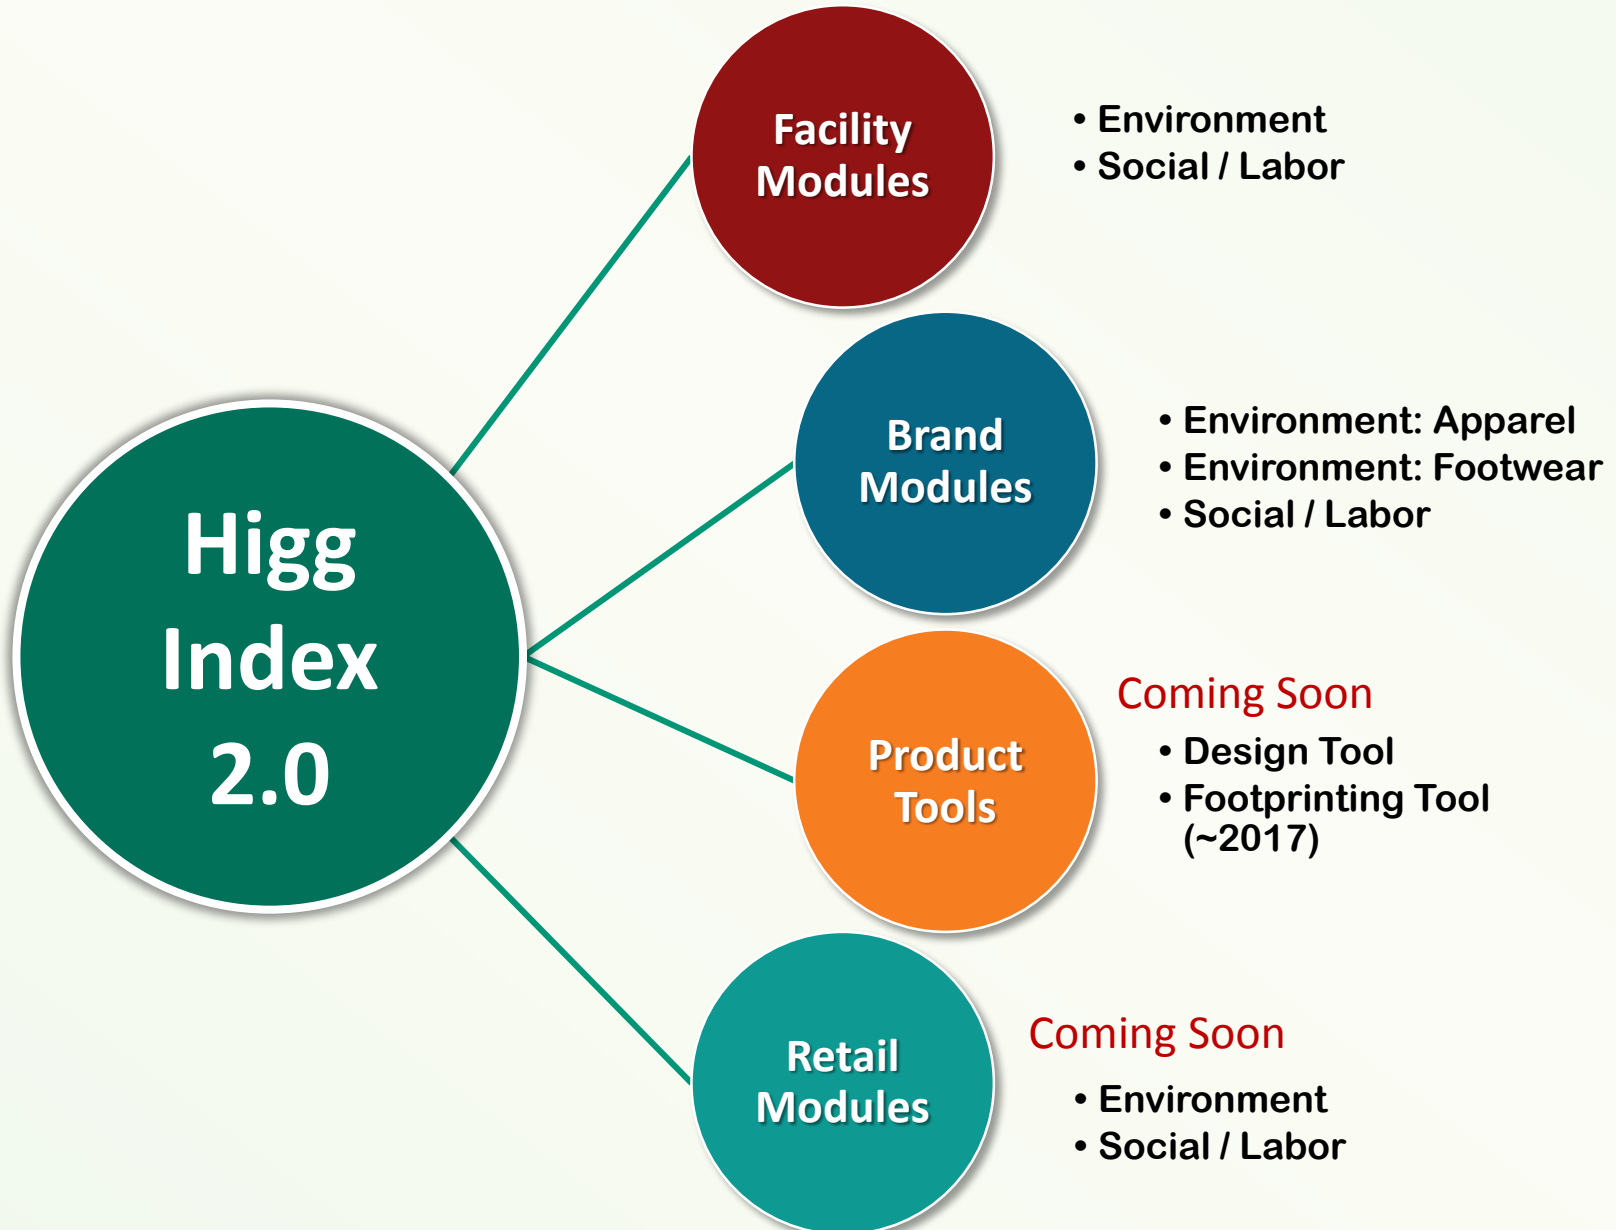 Facility
Modules
• Environment
• Social / Labor
Brand
Modules
• Environment: Apparel
• Environment: Footwear
• Social / Labor
Higg
Index
2.0
Coming Soon
Product
Tools
• Design Tool
• Footprinting Tool
(~2017)
Coming Soon
Retail
Modules
• Environment
• Social / Labor